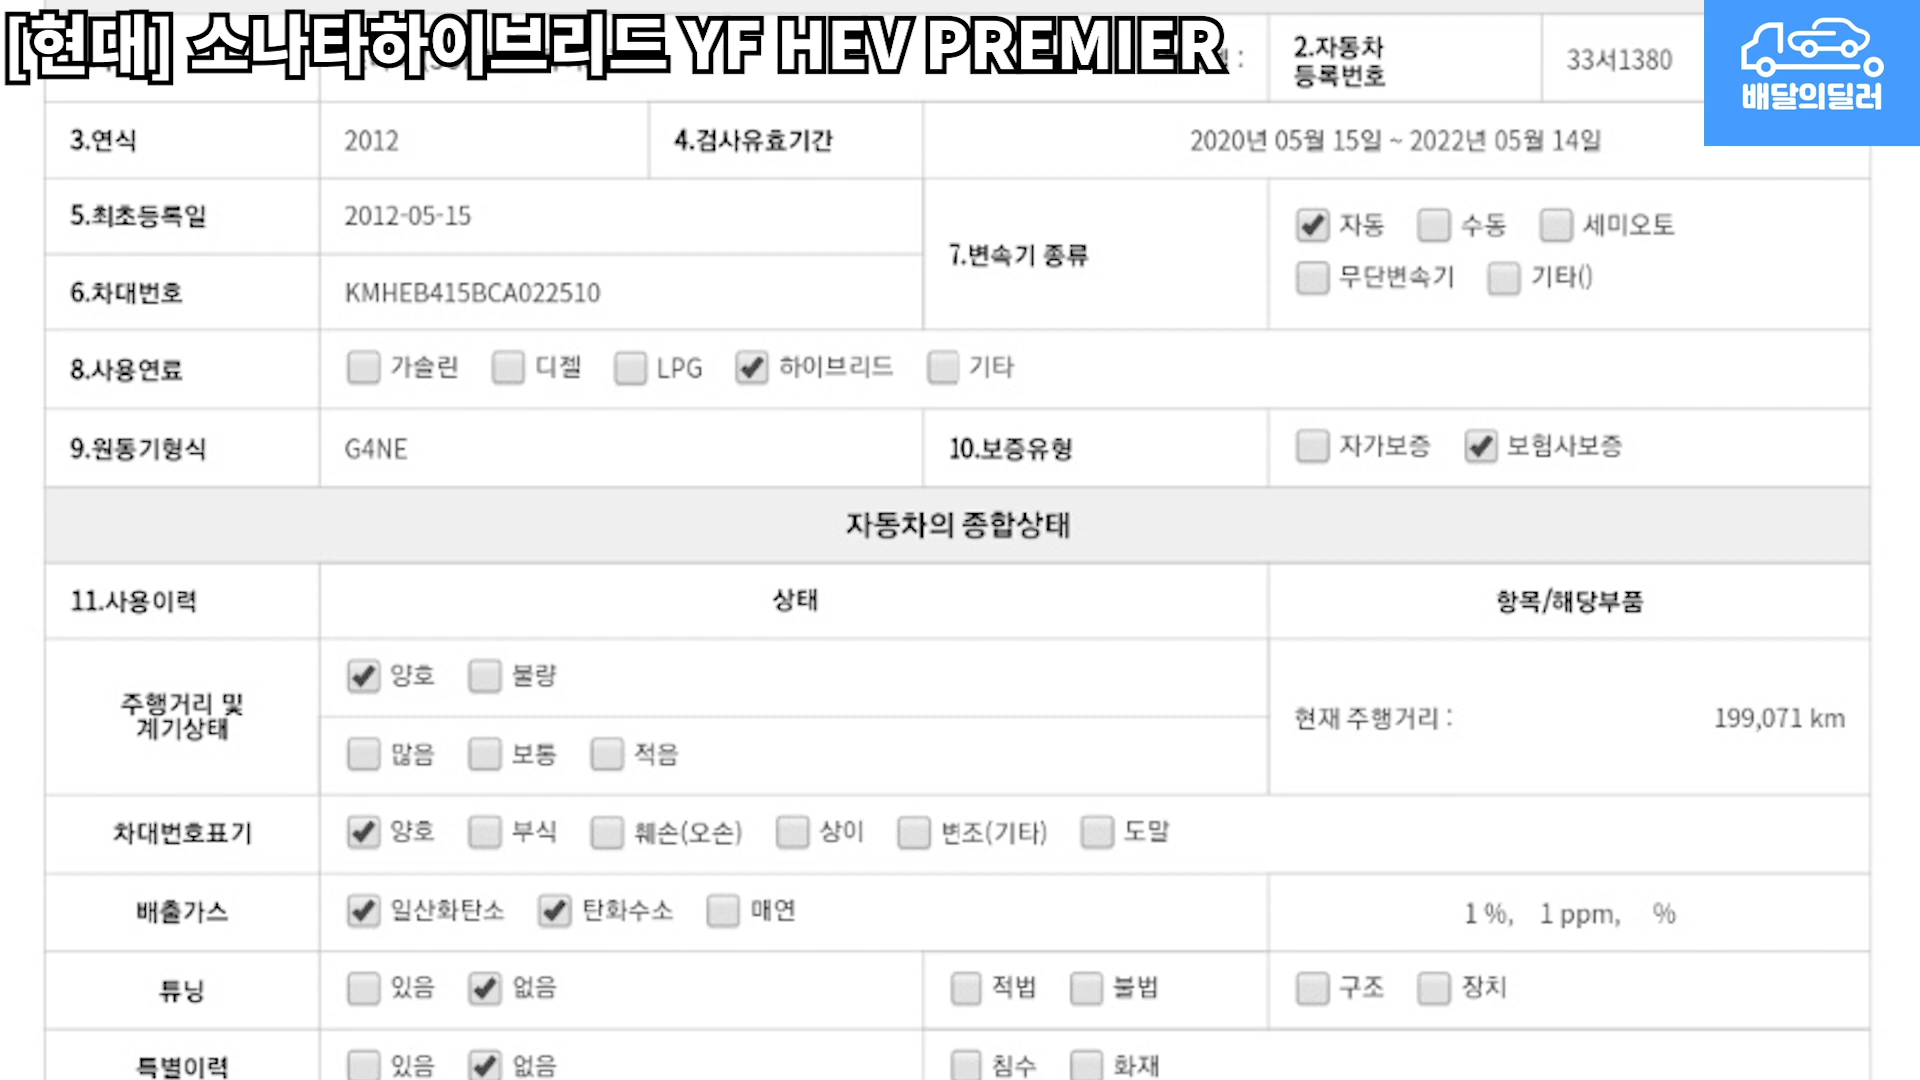 [현대] 소나타하이브리드 YF HEV PREMIER
2.자동차
등록번호
33서1380
배달의딜러
3.연식 2012 4.검사유효기간 2020년 05월 15일 ~ 2022년 05월 14일
5.최초등록일 2012-05-15
7.변속기 종류
자동 수동 세미오토
무단변속기 기타()
6.차대번호 KMHEB415BCA022510
8.사용연료 가솔린 디젤 LPG 하이브리드 기타
9.원동기형식 G4NE 10.보증유형 자가보증 보험사보증
자동차의 종합상태
11.사용이력 상태 항목/해당부품
주행거리 및
계기상태
양호 불량
많음 보통 적음
현재 주행거리 : 199,071 km
차대번호표기 양호 부식 훼손(오손) 상이 변조(기타) 도말
배출가스 일산화탄소 탄화수소 매연 1 %, 1 ppm, %
튜닝 있음 없음 적법 불법 구조 장치
특별이력 있음 없음 침수 화재